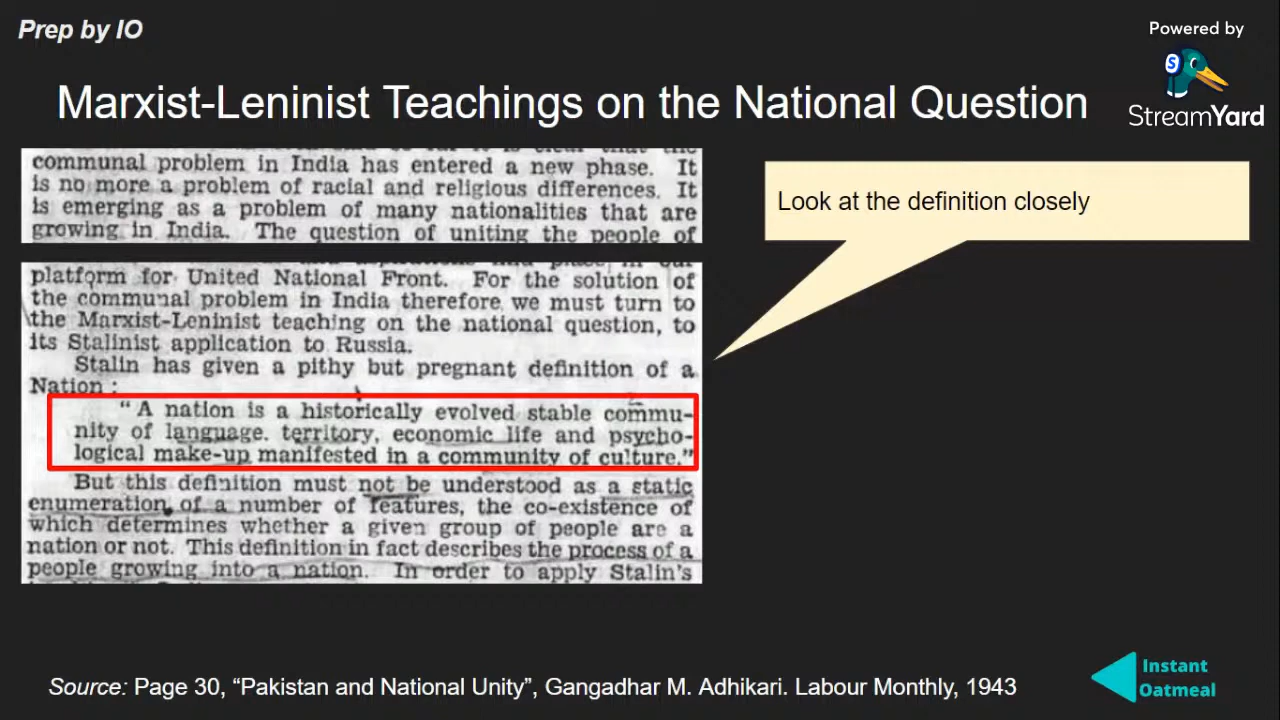 Prep by IO
Powered by
StreamYard
Marxist-Leninist Teachings on the National Question
communal problem in India has entered a new phase. It
is no more a problem of racial and religious differences. It
is emerging as a problem of many nationalities that are
growing in India. The question of uniting the people of
Look at the definition closely
platform for United National Front. For the solution of
the communal problem in India therefore we must turn to
the Marxist-Leninist teaching on the national question, to
its Stalinist application to Russia.
Stalin has given a pithy but pregnant definition of a
Nation :
“A nation is a historically evolved stable commu-
nity of language, territory, economic life and psycho-
logical make-up manifested in a community of culture.”
But this definition must not be understood as a static
enumeration of a number of features, the co-existence of
which determines whether a given group of people are a
nation or not. This definition in fact describes the process of a
people growing into a nation. In order to apply Stalin's
Instant
Oatmeal
Source: Page 30, “Pakistan and National Unity”, Gangadhar M. Adhikari. Labour Monthly, 1943